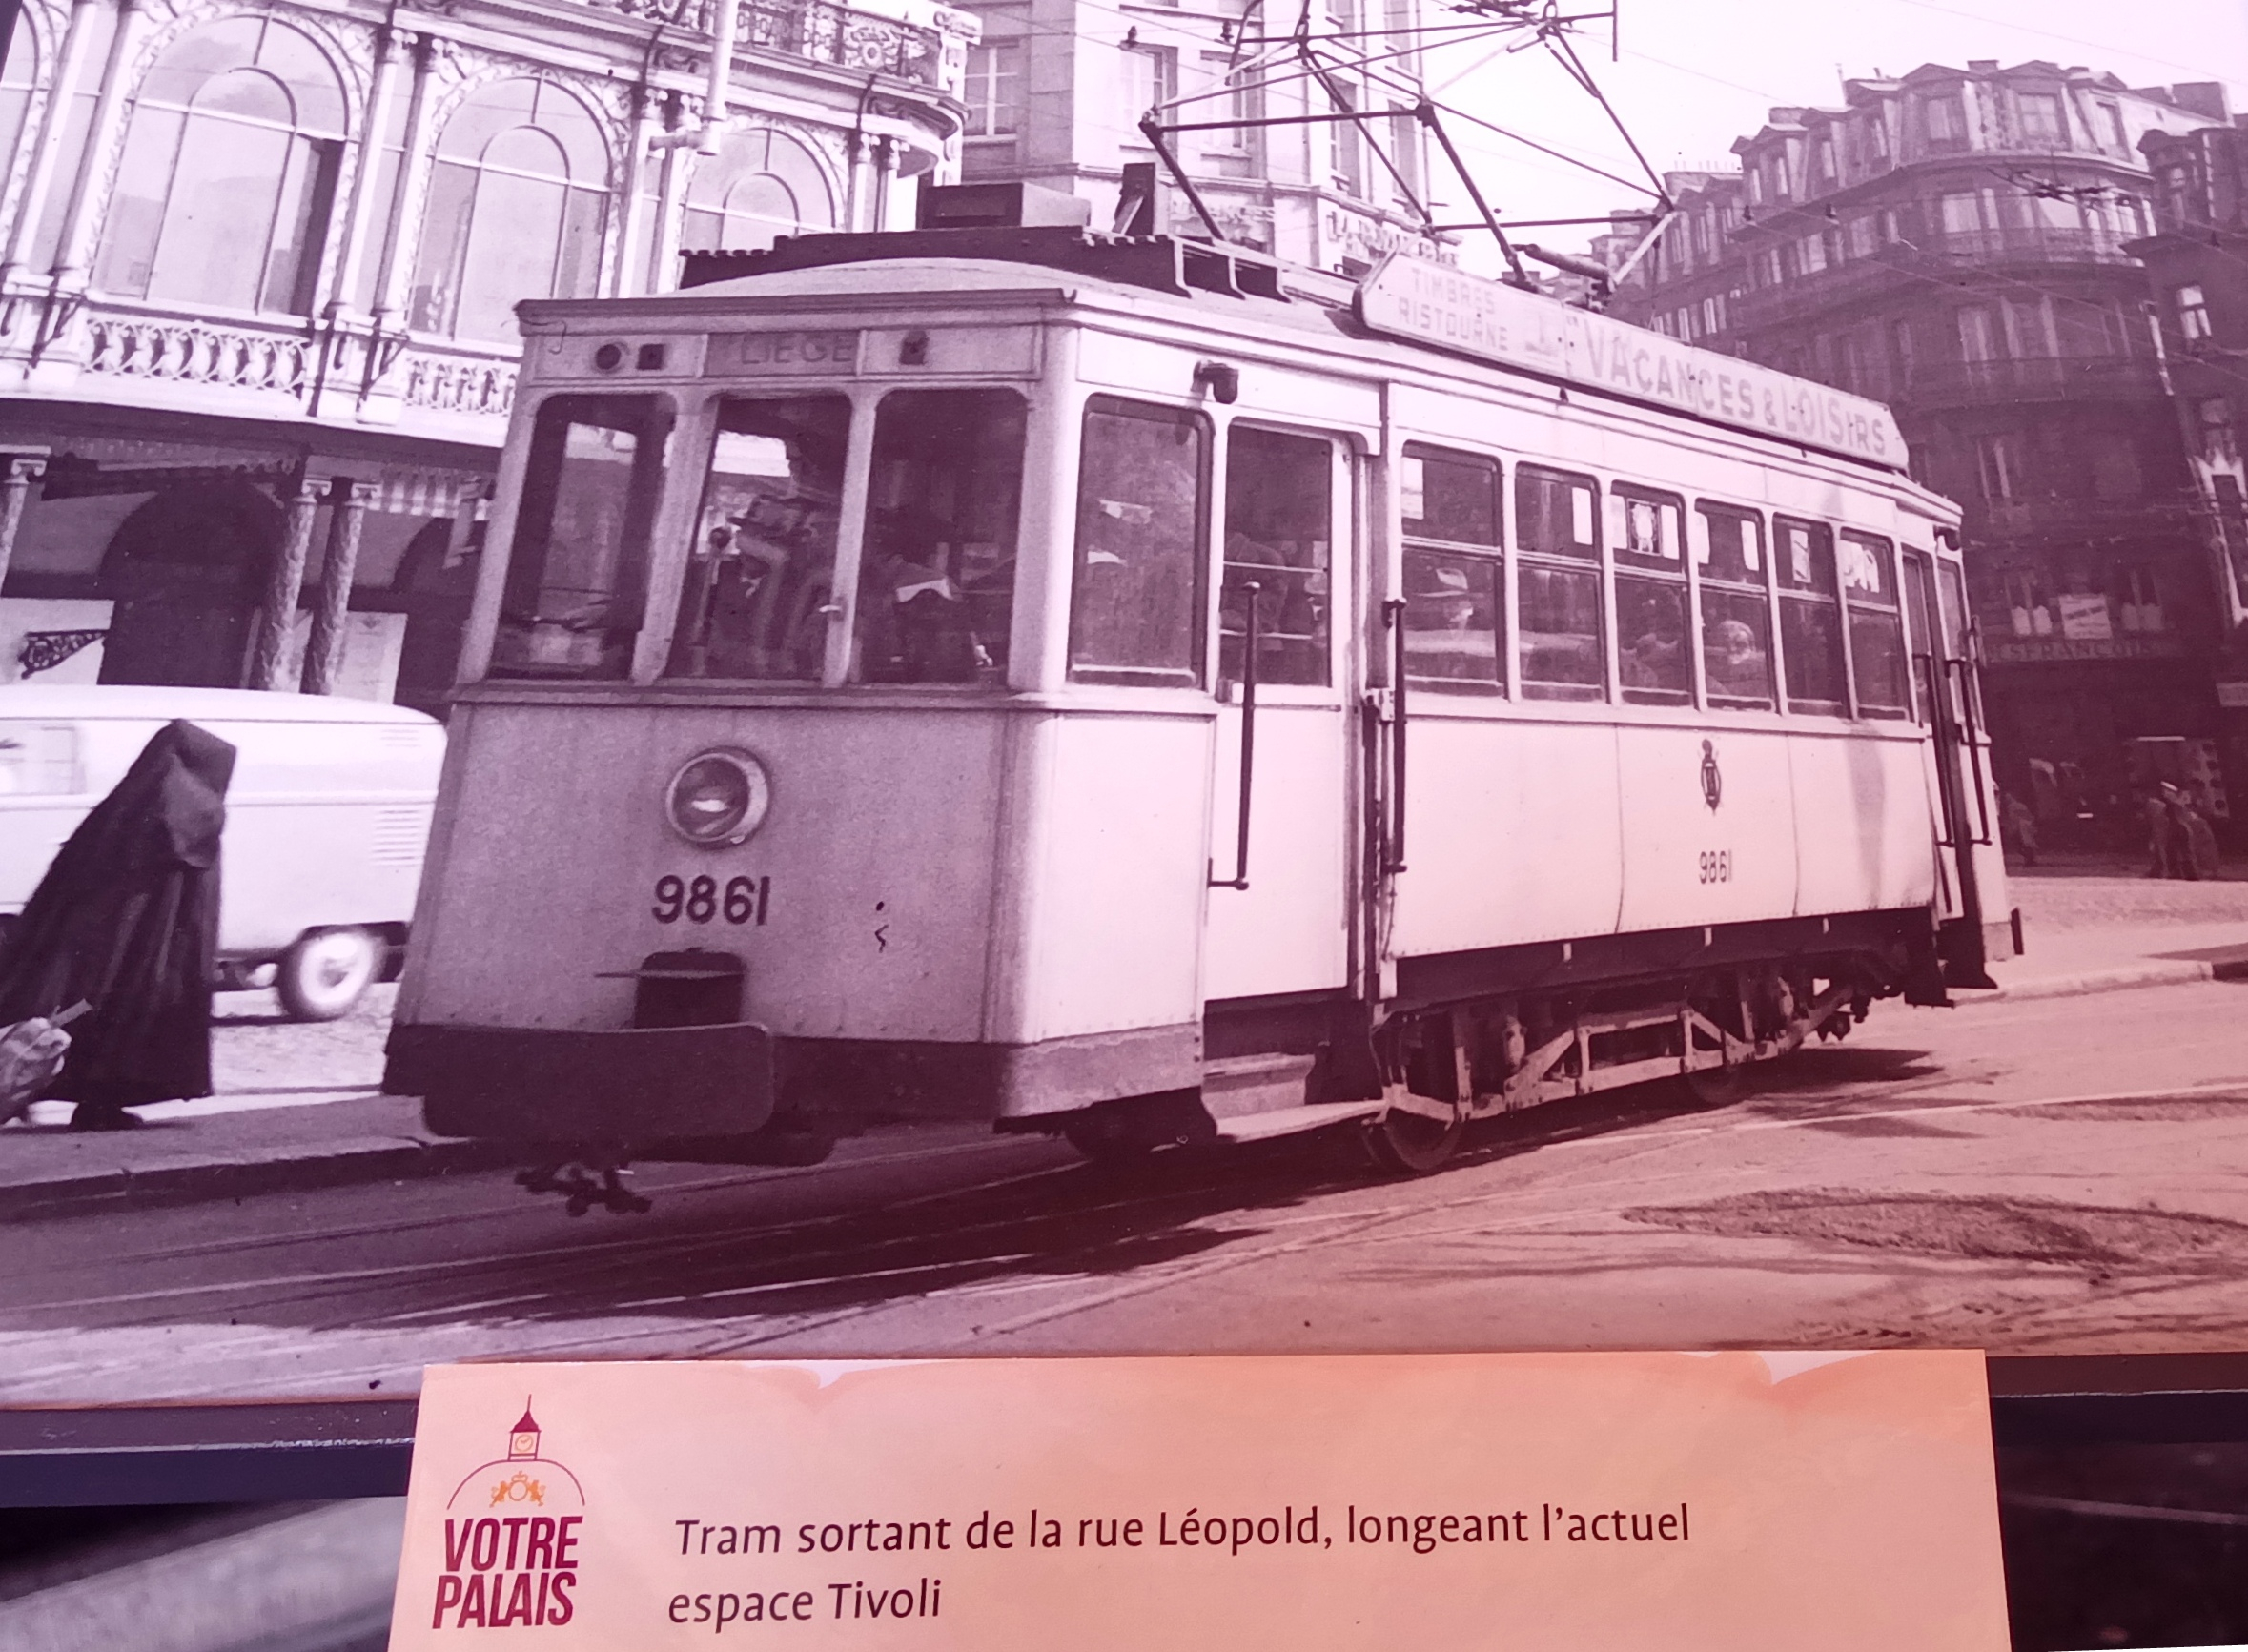 LIEGE
TIMBRES
RISTOURNE
VACANCES & LOISIRS
9861
9861
VOTRE
PALAIS
Tram sortant de la rue Léopold, longeant l'actuel
espace Tivoli